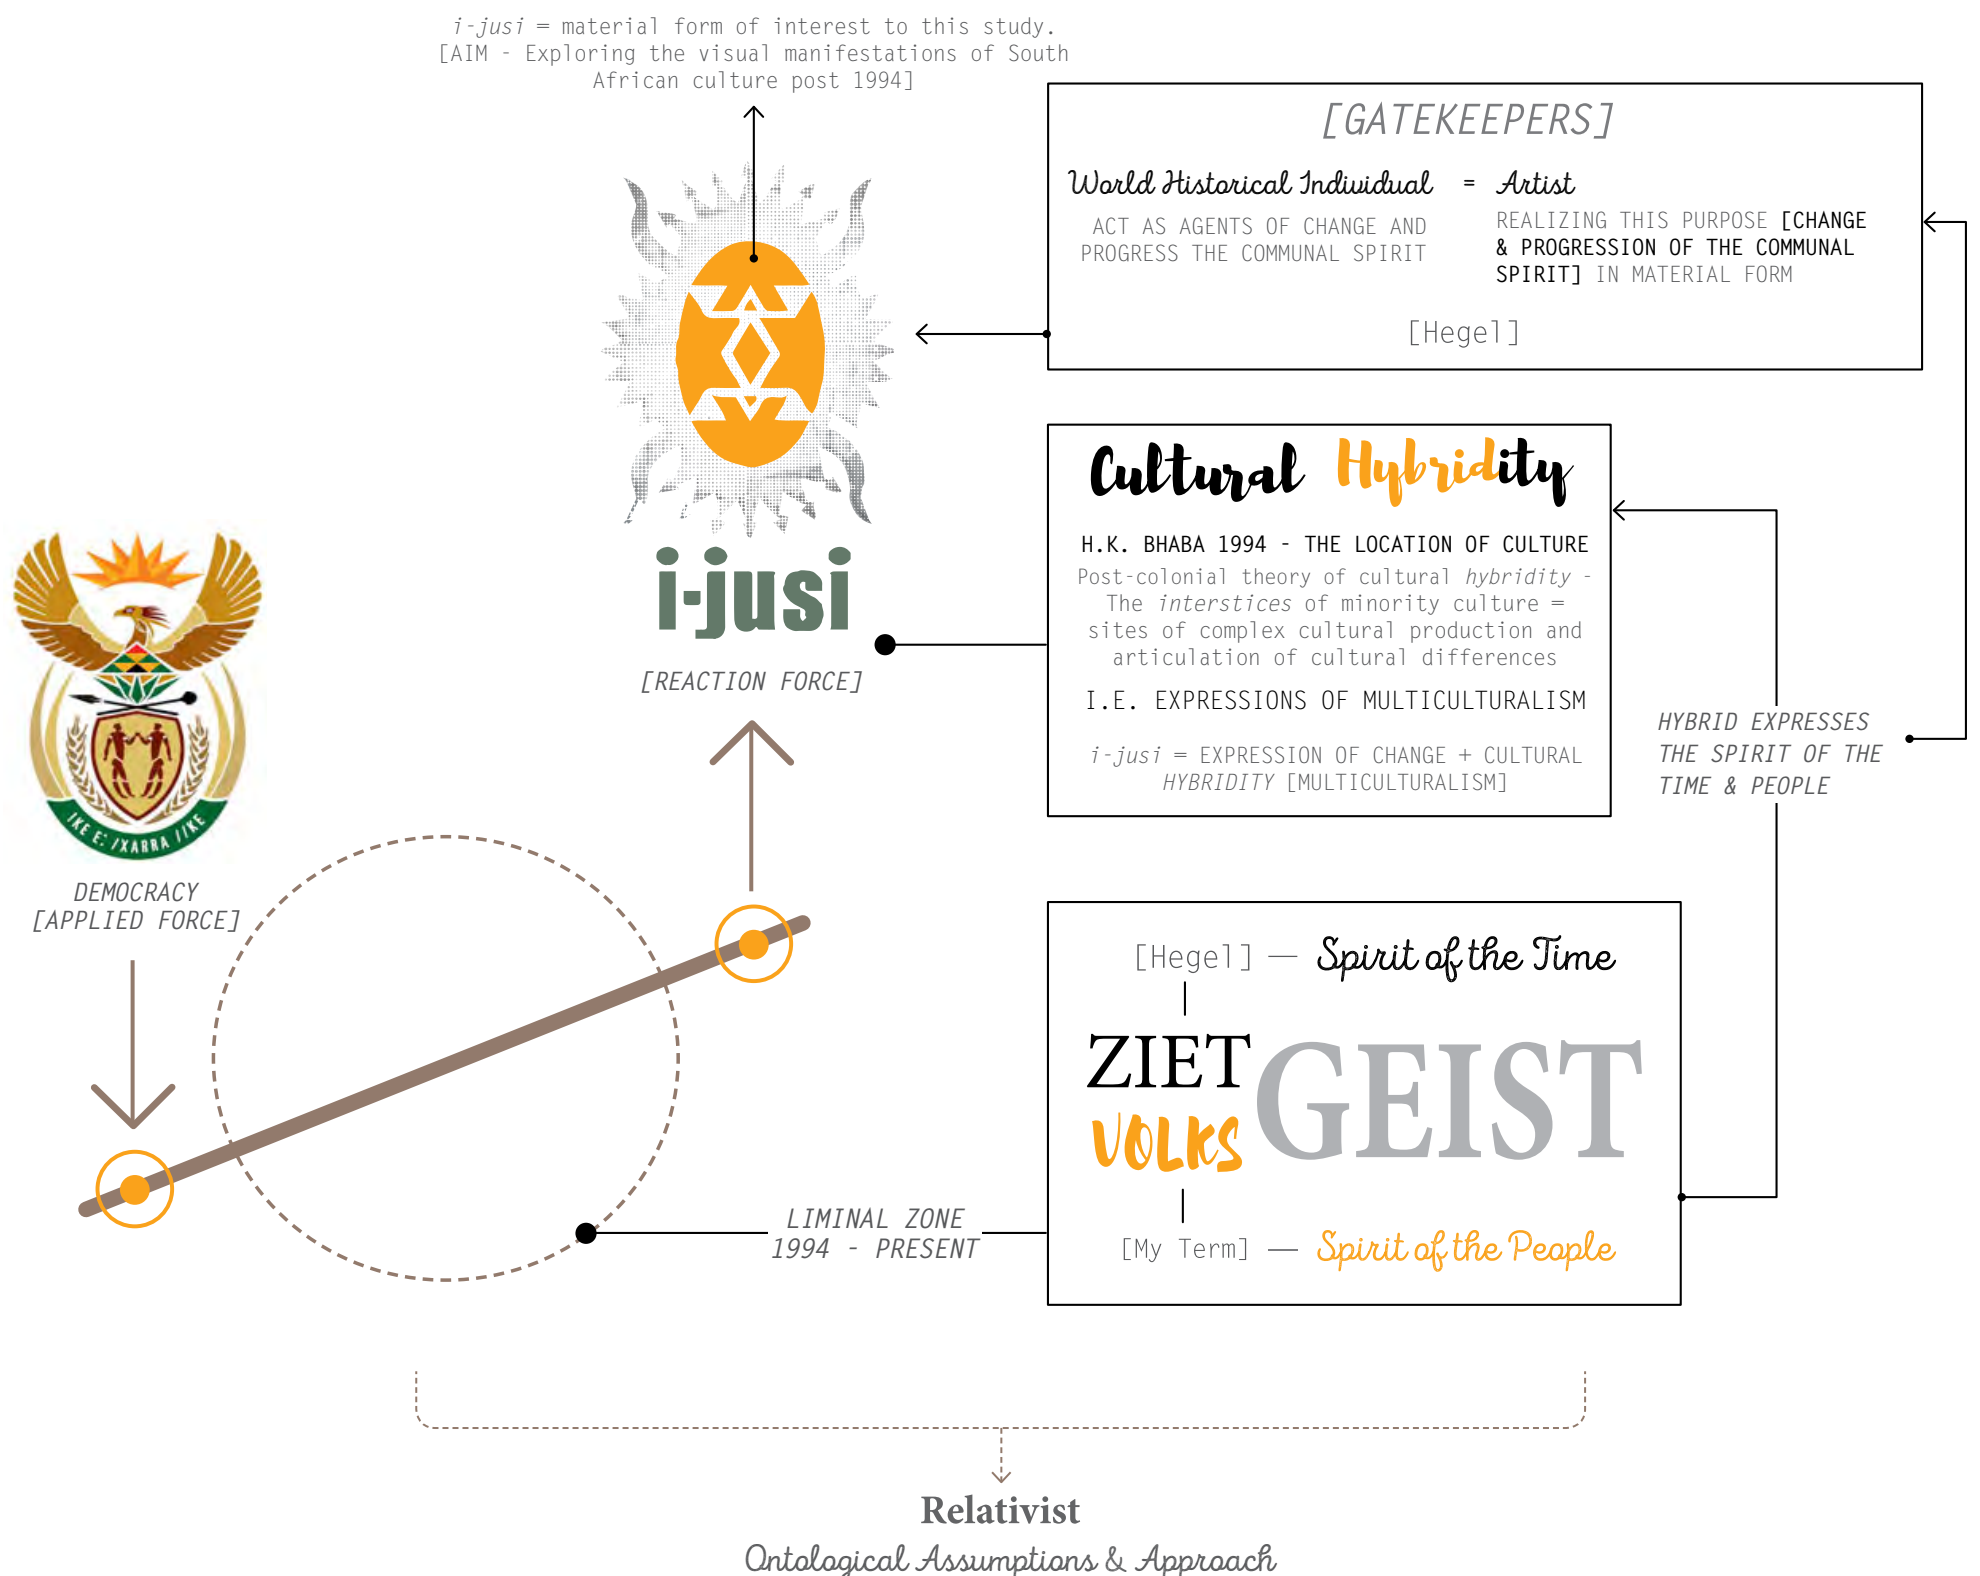 i-jusi = material form of interest to this study.
[AIM - Exploring the visual manifestations of South
African culture post 1994]
[GATEKEEPERS]
World Historical Individual = Artist
ACT AS AGENTS OF CHANGE AND
PROGRESS THE COMMUNAL SPIRIT
REALIZING THIS PURPOSE [CHANGE
& PROGRESSION OF THE COMMUNAL
SPIRIT] IN MATERIAL FORM
[Hegel]
i-jusi
[REACTION FORCE]
Cultural Hybridity
H.K. BHABA 1994 - THE LOCATION OF CULTURE
Post-colonial theory of cultural hybridity -
The interstices of minority culture =
sites of complex cultural production and
articulation of cultural differences
I.E. EXPRESSIONS OF MULTICULTURALISM
i-jusi = EXPRESSION OF CHANGE + CULTURAL
HYBRIDITY [MULTICULTURALISM]
HYBRID EXPRESSES
THE SPIRIT OF THE
TIME & PEOPLE
!KE E: /XARRA //KE
DEMOCRACY
[APPLIED FORCE]
[Hegel] — Spirit of the Time
ZIET
VOLKS
GEIST
[My Term] — Spirit of the People
LIMINAL ZONE
1994 - PRESENT
Relativist
Ontological Assumptions & Approach